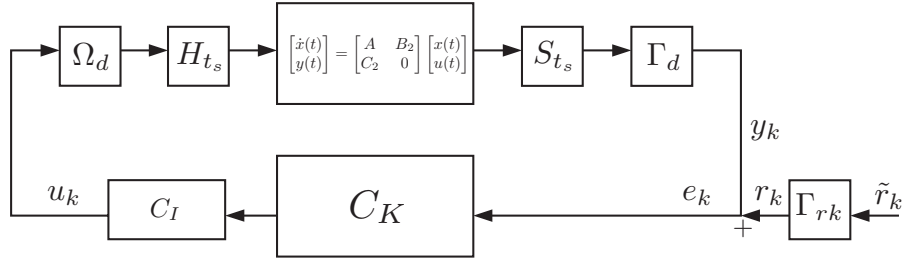 Ω_d
H_{t_s}
[ẋ(t) y(t)] = [A B_2 C_2 0] [x(t) u(t)]
S_{t_s}
Γ_d
y_k
u_k
C_I
C_K
e_k
r_k
+
Γ_{rk}
r̃_k